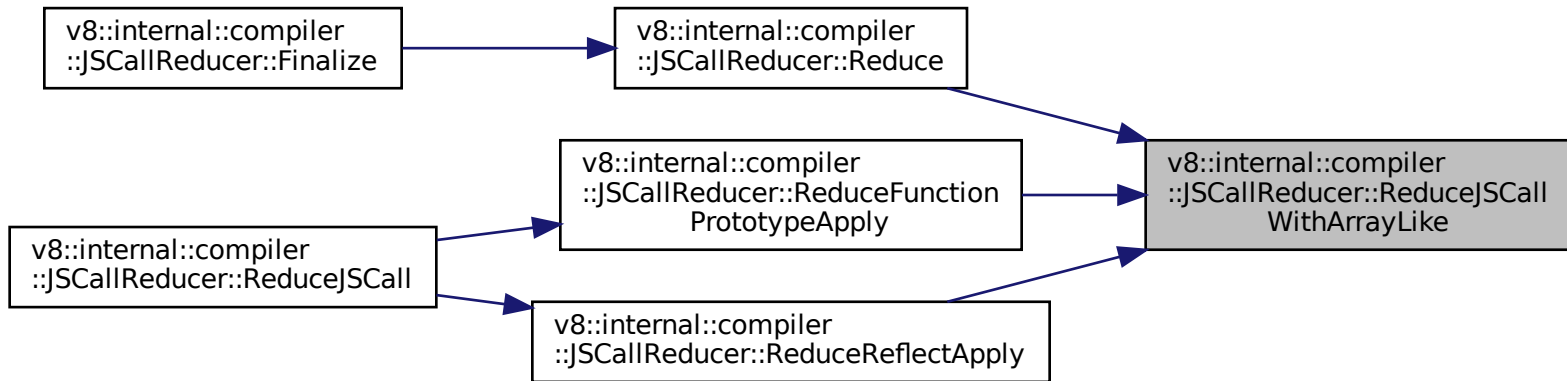 v8::internal::compiler
::JSCallReducer::Finalize
v8::internal::compiler
::JSCallReducer::Reduce
v8::internal::compiler
::JSCallReducer::ReduceFunction
PrototypeApply
v8::internal::compiler
::JSCallReducer::ReduceJSCall
WithArrayLike
v8::internal::compiler
::JSCallReducer::ReduceJSCall
v8::internal::compiler
::JSCallReducer::ReduceReflectApply